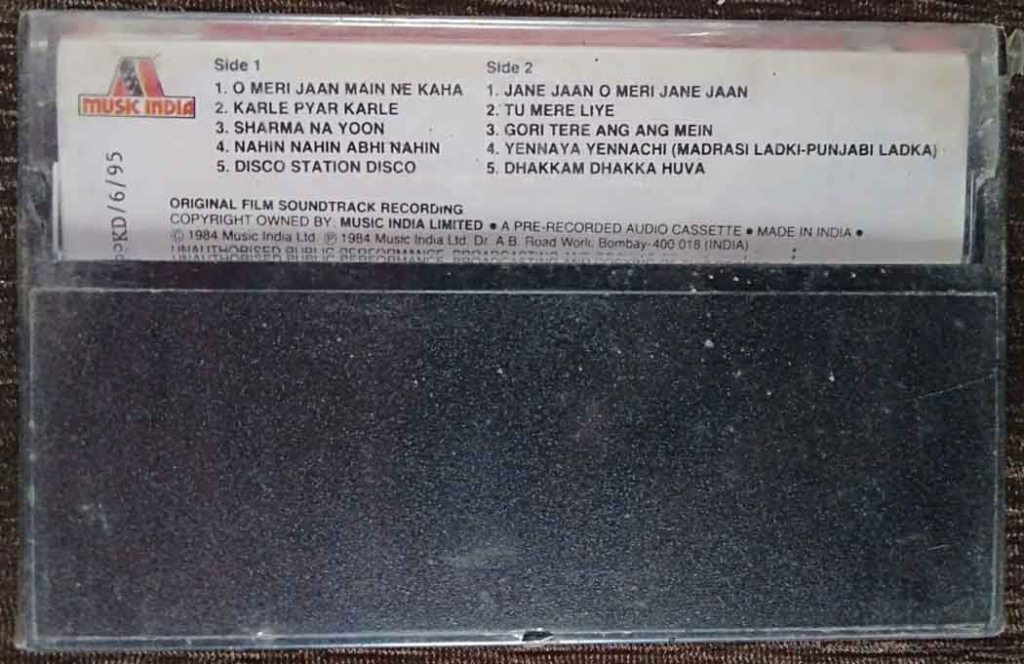 MUSIC INDIA
Side 1
1. O MERI JAAN MAIN NE KAHA
2. KARLE PYAR KARLE
3. SHARMA NA YOON
4. NAHIN NAHIN ABHI NAHIN
5. DISCO STATION DISCO
Side 2
1. JANE JAAN O MERI JANE JAAN
2. TU MERE LIYE
3. GORI TERE ANG ANG MEIN
4. YENNAYA YENNACHI (MADRASI LADKI-PUNJABI LADKA)
5. DHAKKAM DHAKKA HUVA
KD/6/95
ORIGINAL FILM SOUNDTRACK RECORDING
COPYRIGHT OWNED BY: MUSIC INDIA LIMITED ● A PRE-RECORDED AUDIO CASSETTE ● MADE IN INDIA ●
© 1984 Music India Ltd. ℗ 1984 Music India Ltd. Dr. A.B. Road Worli, Bombay-400 018 (INDIA)
UNAUTHORISED PUBLIC PERFORMANCE